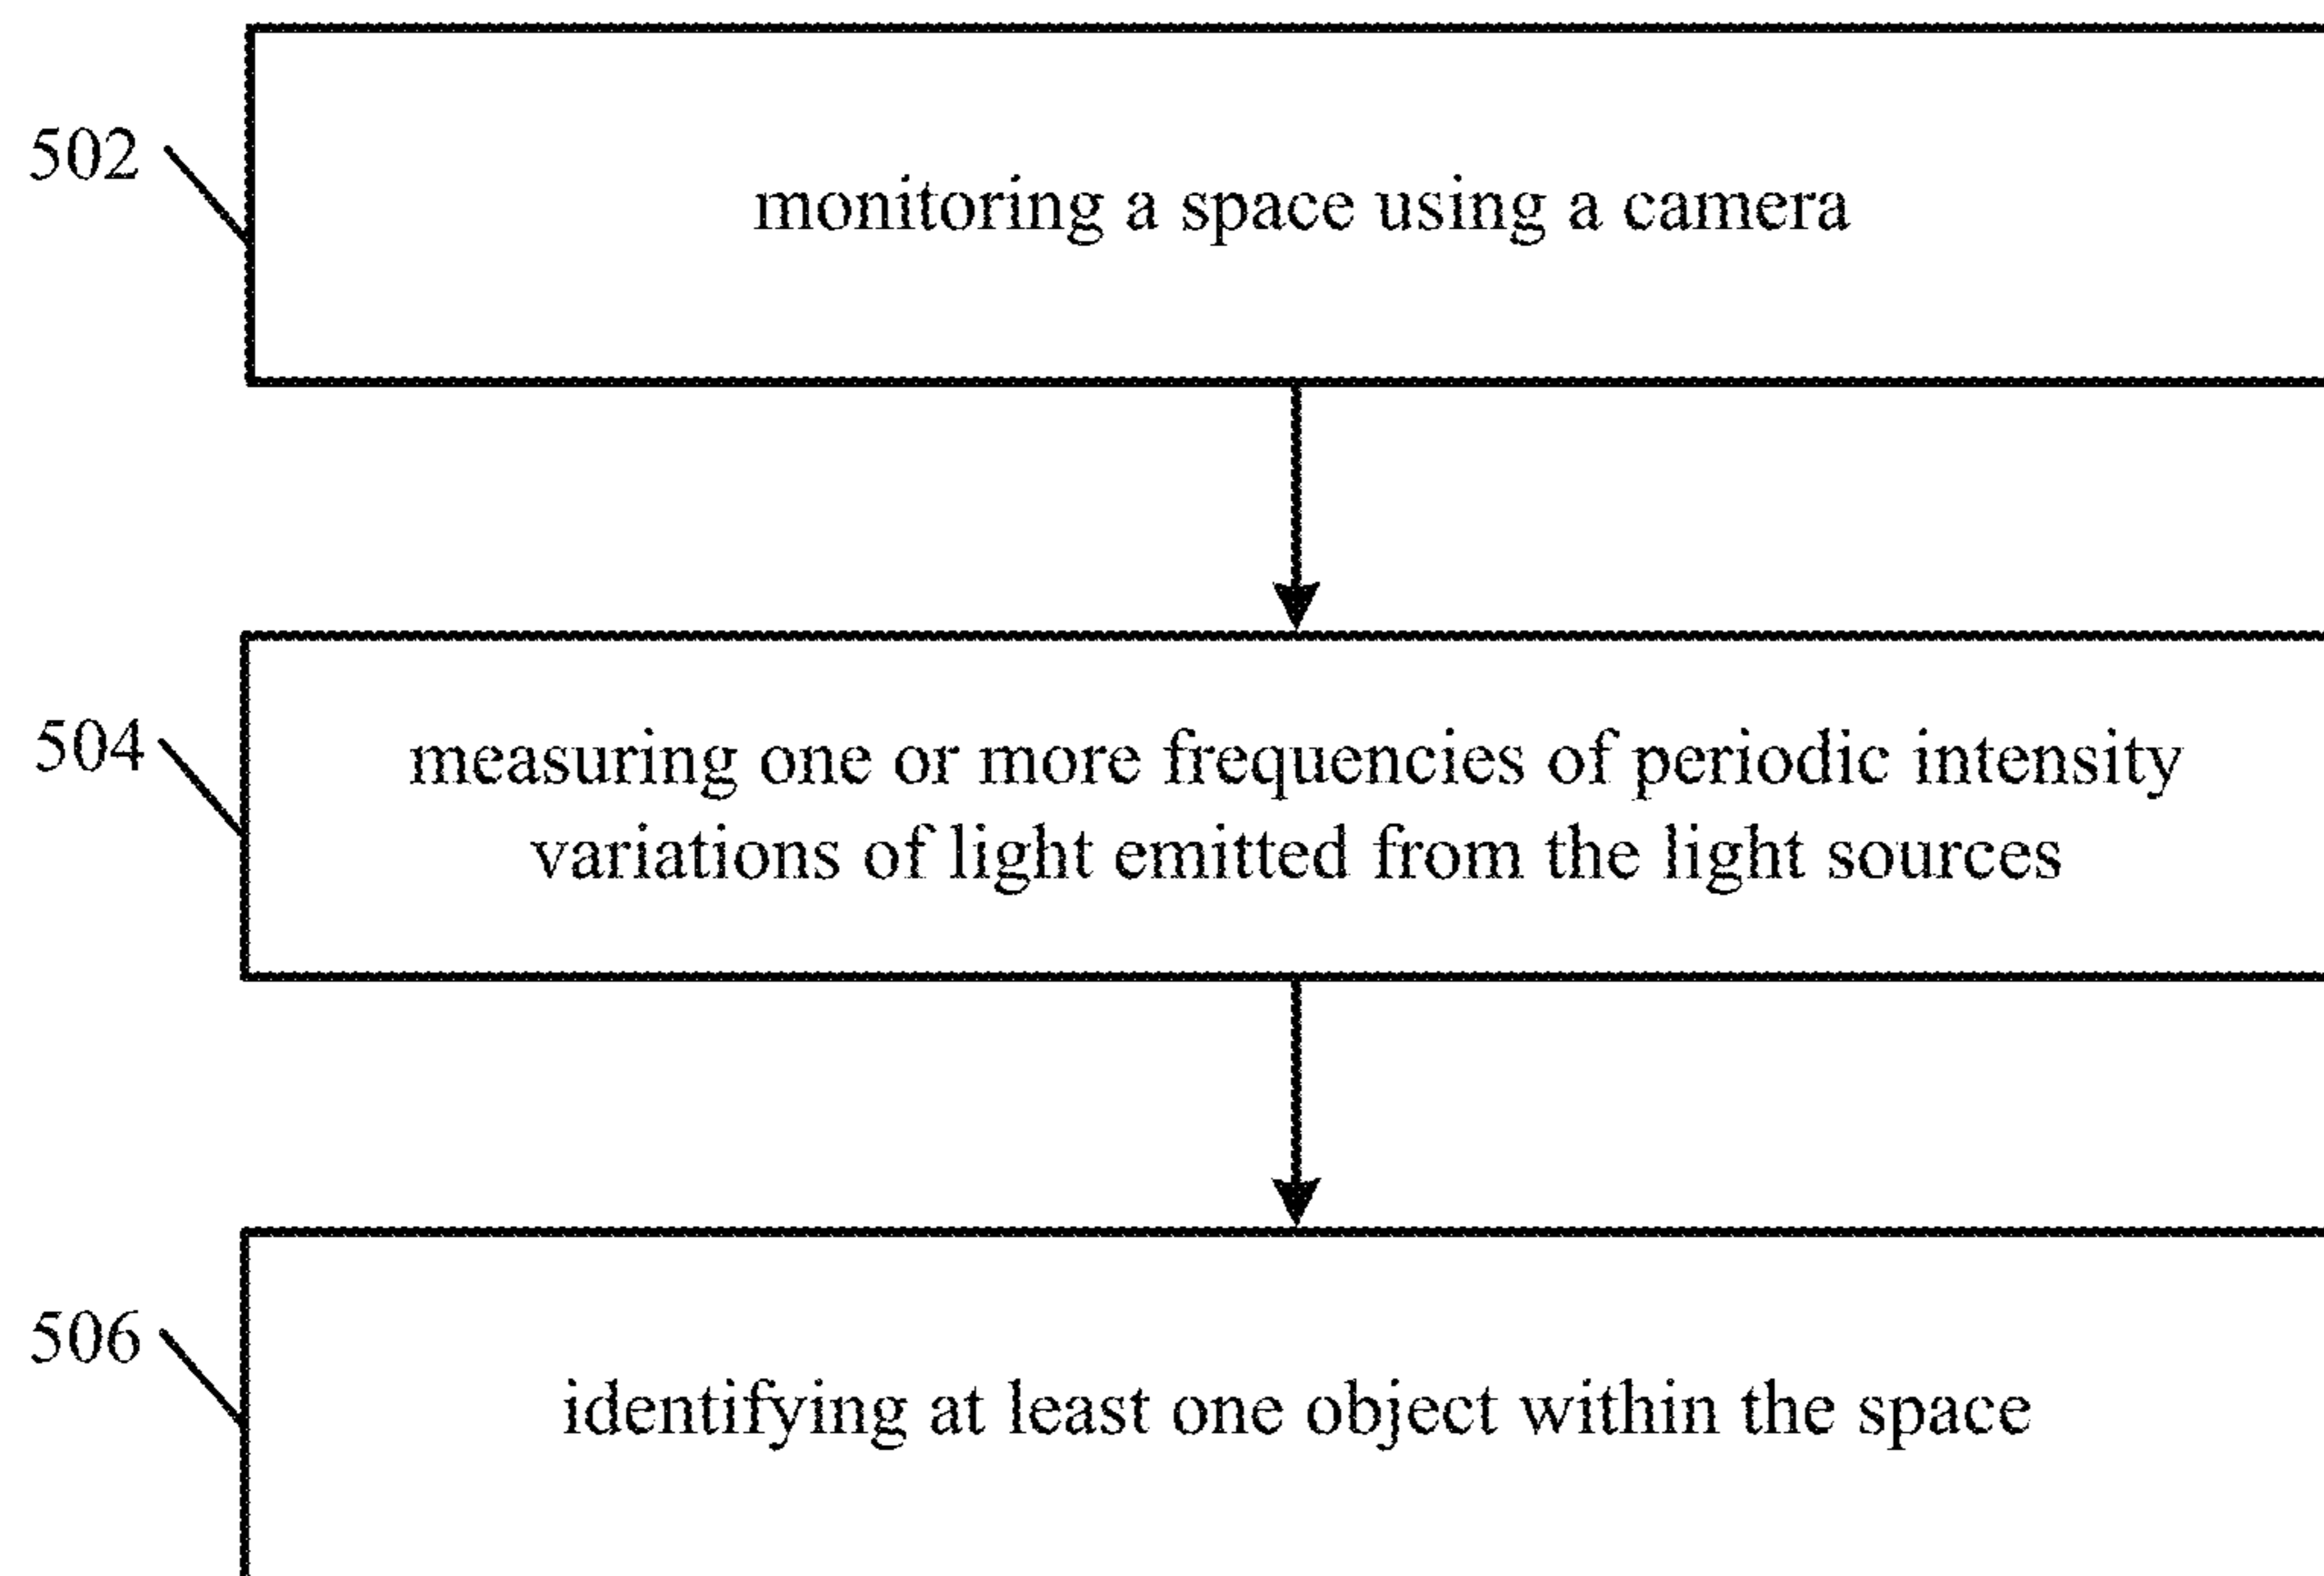 502
monitoring a space using a camera
504
measuring one or more frequencies of periodic intensity
variations of light emitted from the light sources
506
identifying at least one object within the space